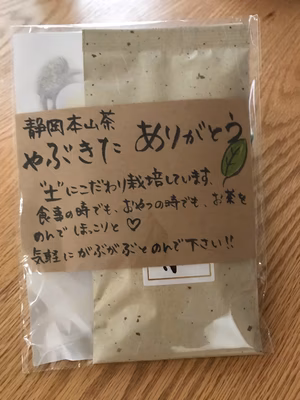 静岡本山茶
やぶきた ありがとう
"土"にこだわり栽培しています。
食事の時でも、おやつの時でも、お茶を
のんでほっこりと♡
気軽にがぶがぶとのんで下さい!!